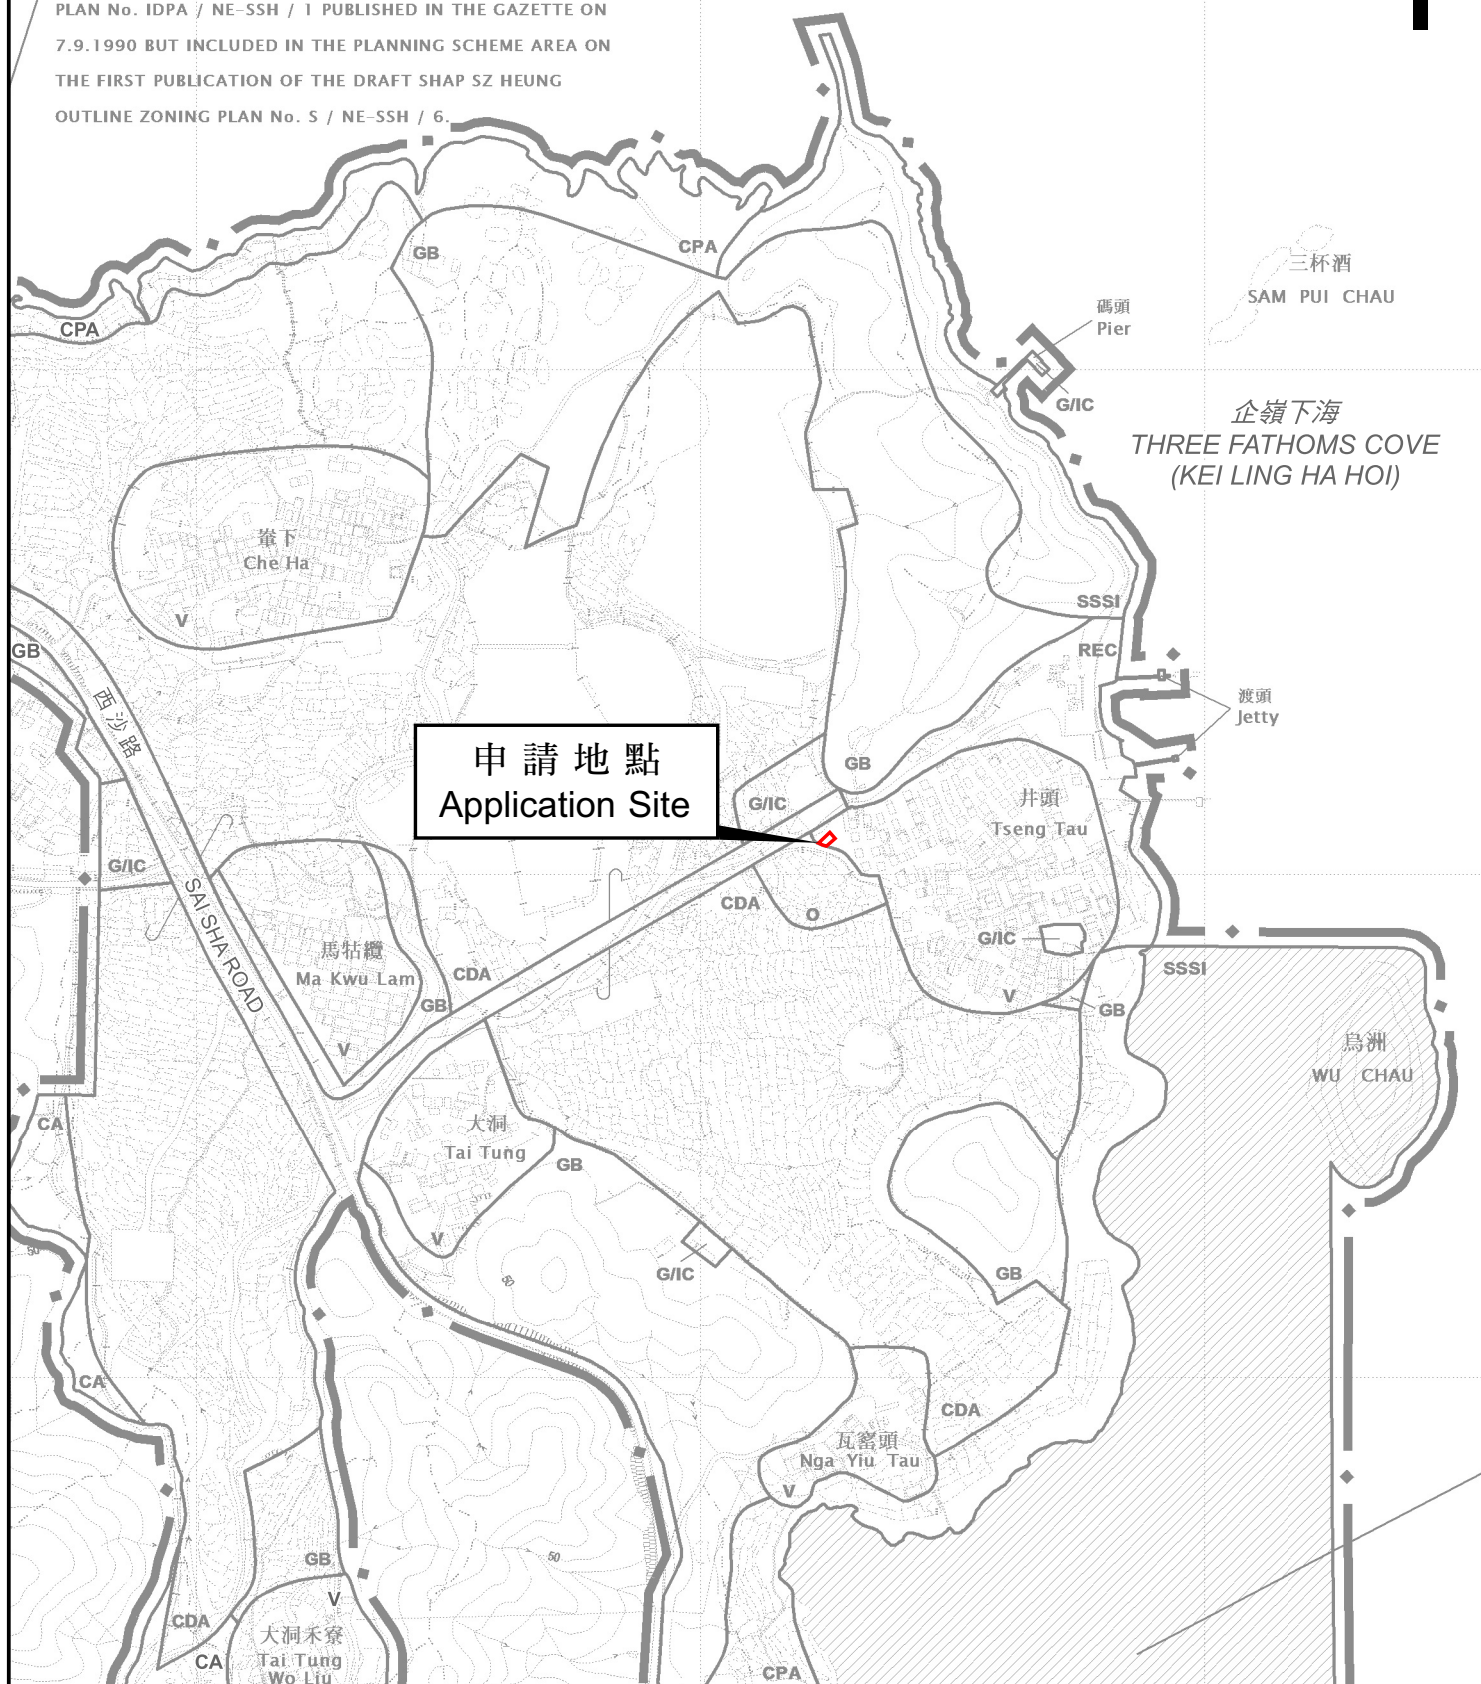 PLAN No. IDPA / NE-SSH / 1 PUBLISHED IN THE GAZETTE ON
7.9.1990 BUT INCLUDED IN THE PLANNING SCHEME AREA ON
THE FIRST PUBLICATION OF THE DRAFT SHAP SZ HEUNG
OUTLINE ZONING PLAN No. S / NE-SSH / 6.
GB
CPA
三杯酒
SAM PUI CHAU
碼頭
Pier
CPA
G/IC
企嶺下海
THREE FATHOMS COVE
(KEI LING HA HOI)
輋下
Che Ha
V
SSSI
GB
REC
西沙路
渡頭
Jetty
申請地點
Application Site
GB
G/IC
井頭
Tseng Tau
G/IC
SAI SHA ROAD
CDA
O
G/IC
馬牯纜
Ma Kwu Lam
CDA
SSSI
GB
V
GB
V
烏洲
WU CHAU
CA
大洞
Tai Tung
GB
V
G/IC
GB
50
50
CA
CDA
瓦窰頭
Nga Yiu Tau
V
50
GB
V
CDA
大洞禾寮
Tai Tung
Wo Liu
CA
CPA